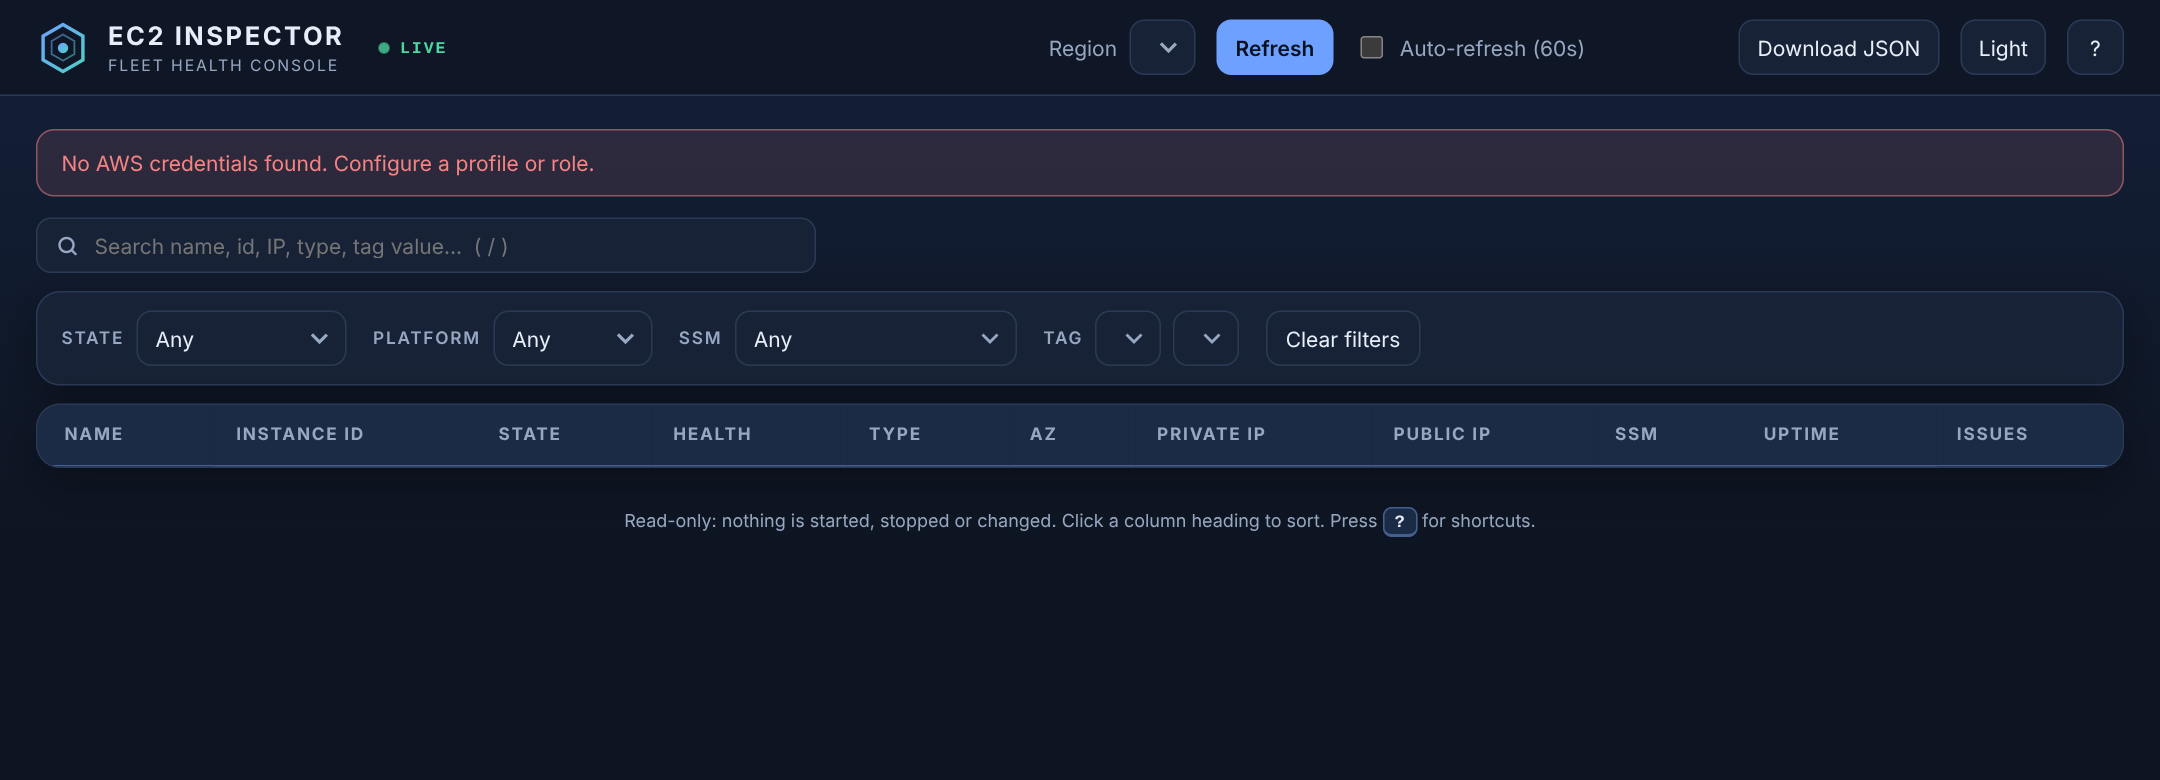 EC2 INSPECTOR
FLEET HEALTH CONSOLE
LIVE
Region
Refresh
Auto-refresh (60s)
Download JSON
Light
?
No AWS credentials found. Configure a profile or role.
Search name, id, IP, type, tag value... ( / )
STATE Any PLATFORM Any SSM Any TAG Clear filters
NAME INSTANCE ID STATE HEALTH TYPE AZ PRIVATE IP PUBLIC IP SSM UPTIME ISSUES
Read-only: nothing is started, stopped or changed. Click a column heading to sort. Press ? for shortcuts.